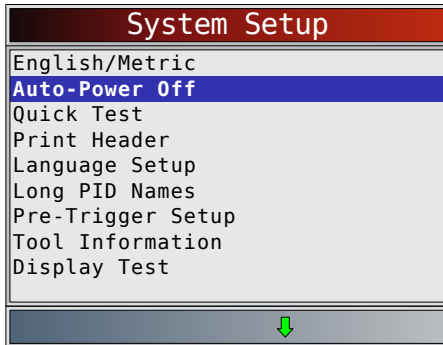 System Setup
English/Metric
Auto-Power Off
Quick Test
Print Header
Language Setup
Long PID Names
Pre-Trigger Setup
Tool Information
Display Test